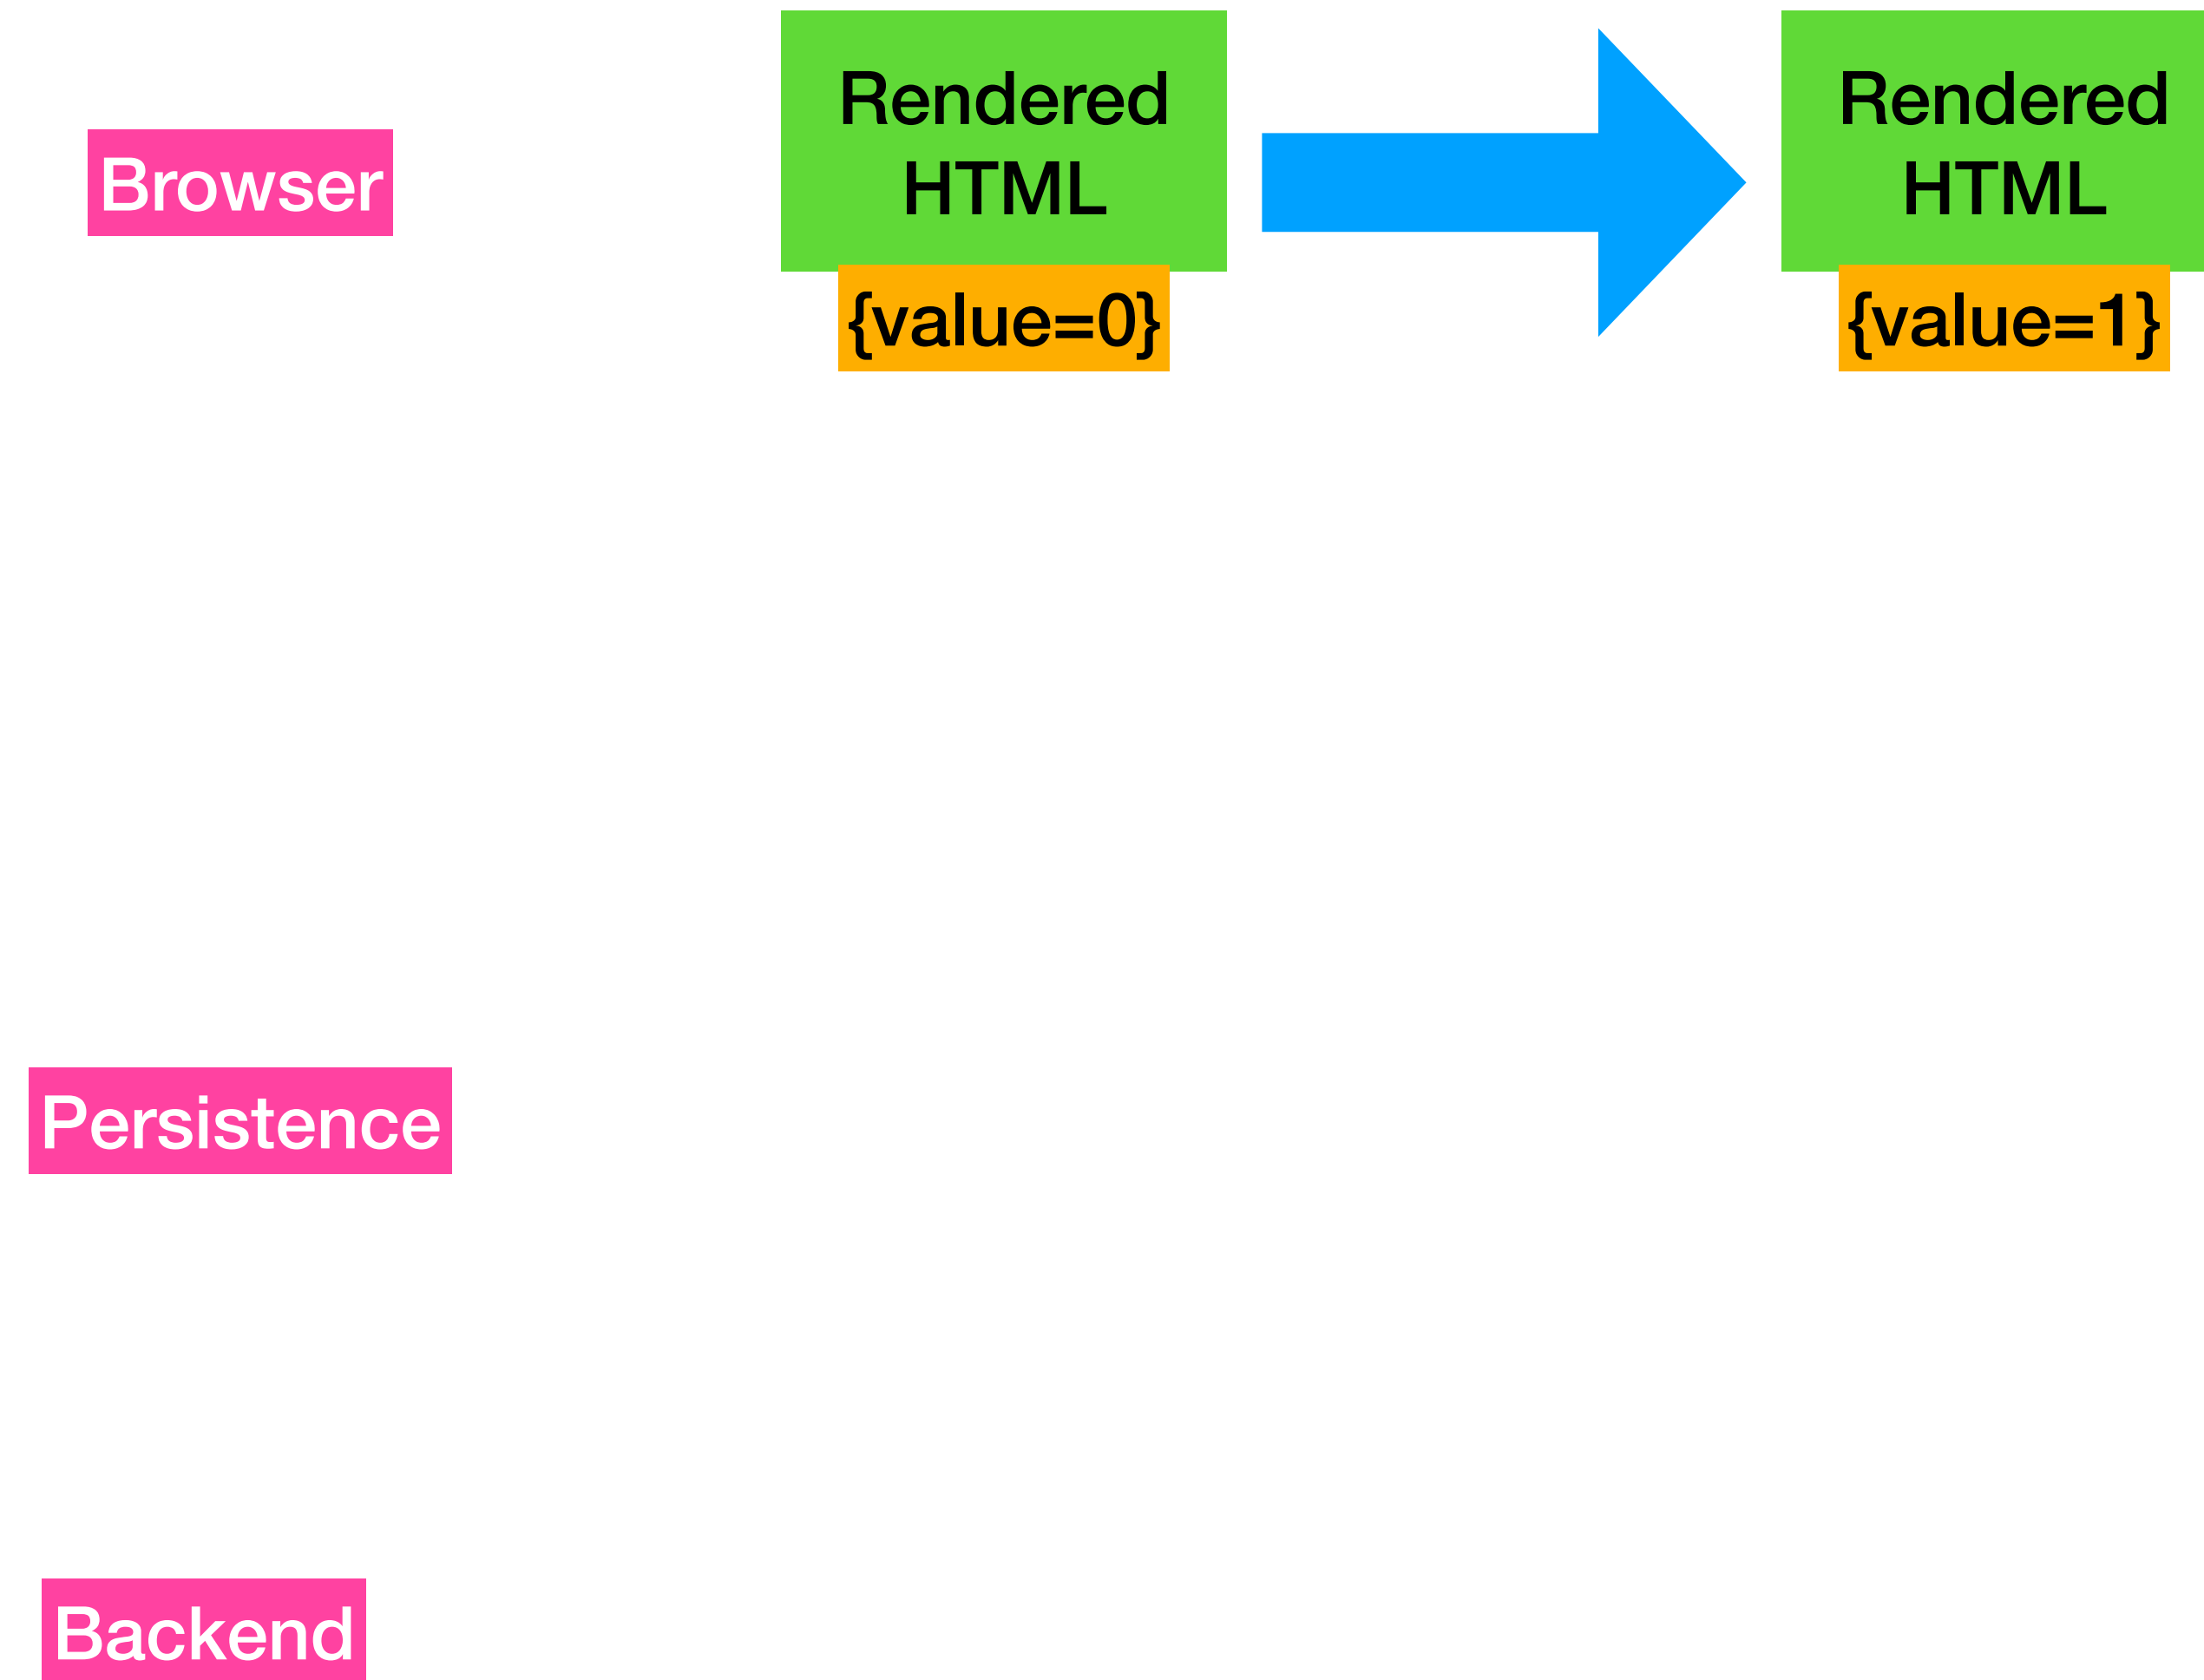 Browser
Rendered
HTML
{value=0}
Rendered
HTML
{value=1}
Persistence
Backend